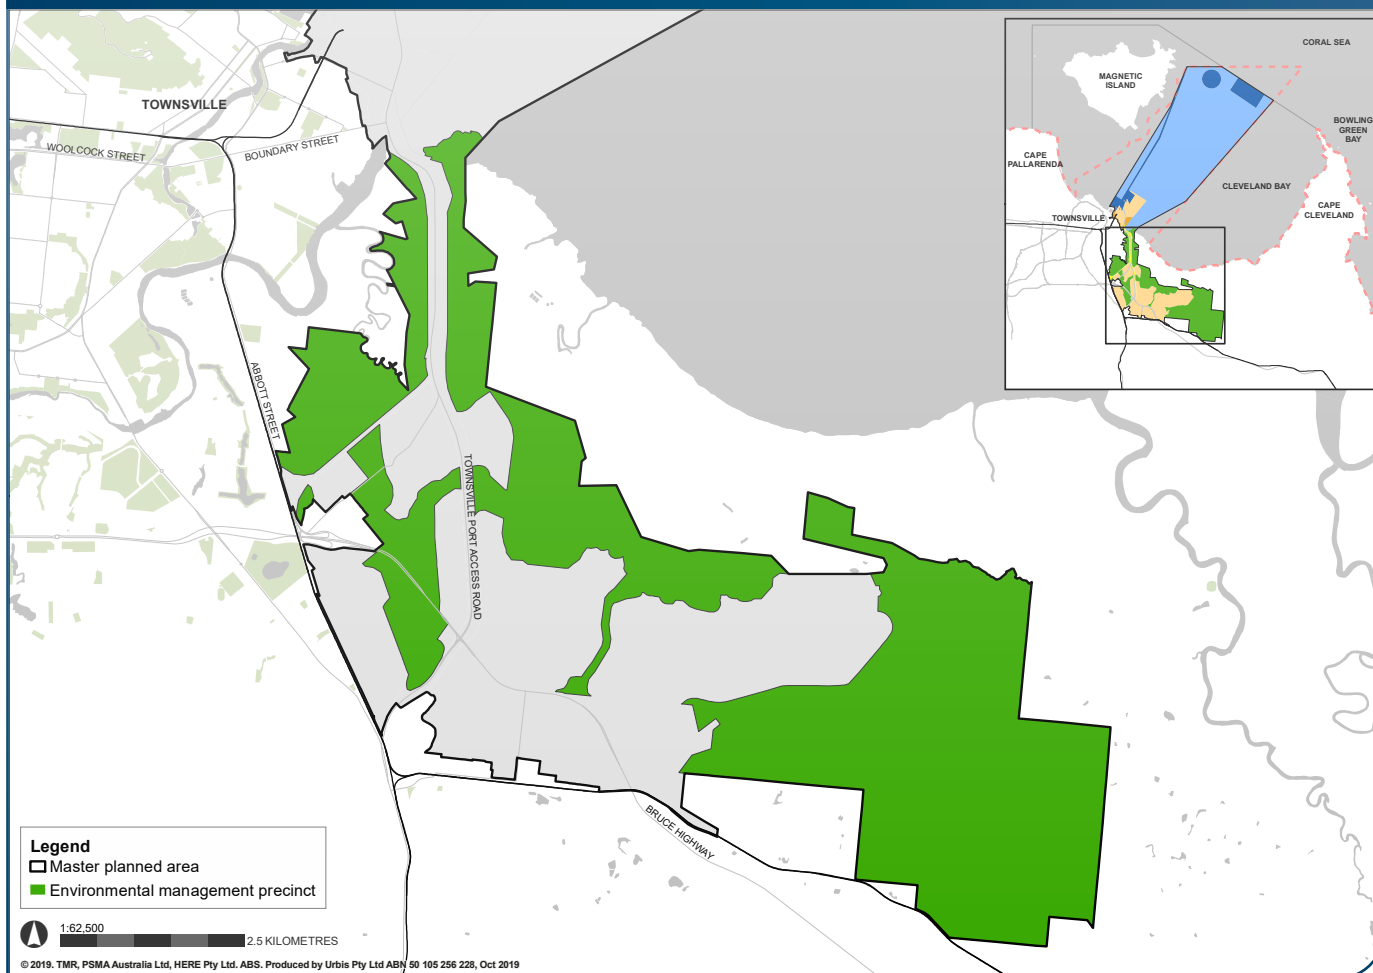 TOWNSVILLE
WOOLCOCK STREET
BOUNDARY STREET
ABBOTT STREET
TOWNSVILLE PORT ACCESS ROAD
BRUCE HIGHWAY
CORAL SEA
MAGNETIC
ISLAND
BOWLING
GREEN
BAY
CAPE
PALLARENDA
CLEVELAND BAY
CAPE
CLEVELAND
TOWNSVILLE
Legend
Master planned area
Environmental management precinct
1:62,500
2.5 KILOMETRES
© 2019. TMR, PSMA Australia Ltd, HERE Pty Ltd. ABS. Produced by Urbis Pty Ltd ABN 50 105 256 228, Oct 2019